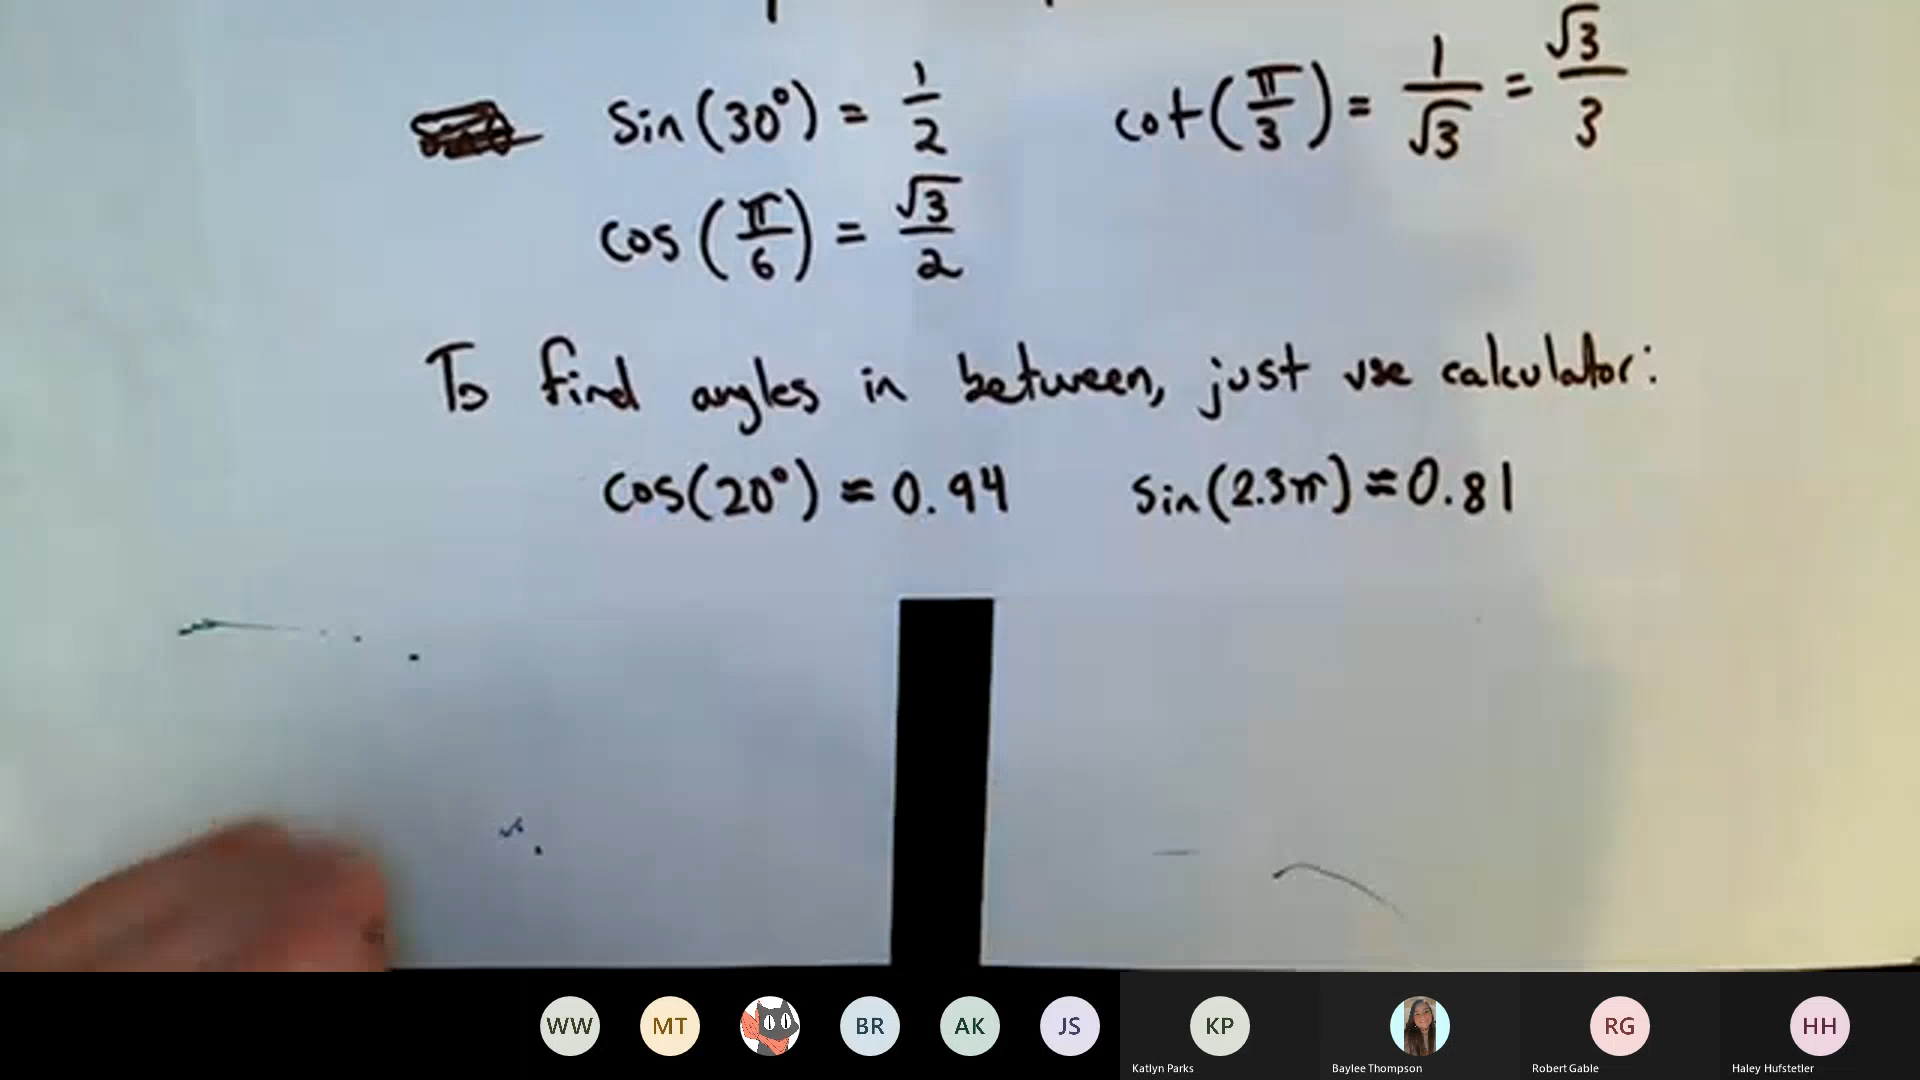 sin(30°) = 1/2
cot(π/3) = 1/√3 = √3/3
cos(π/6) = √3/2
To find angles in between, just use calculator:
cos(20°) ≈ 0.94
sin(2.3π) ≈ 0.81
WW MT BR AK JS KP RG HH
Katlyn Parks
Baylee Thompson
Robert Gable
Haley Hufstetler